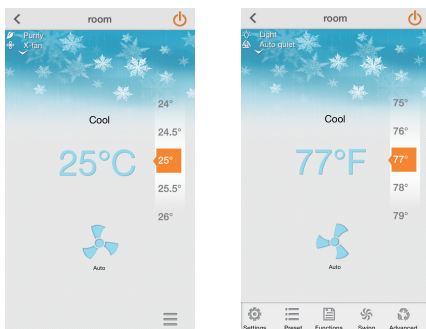 room
Purify
X-fan
24°
Cool
24.5°
25°C
25°
25.5°
26°
Auto
room
Light
Auto quiet
75°
Cool
76°
77°F
77°
78°
79°
Auto
Settings Preset Functions Swing Advanced